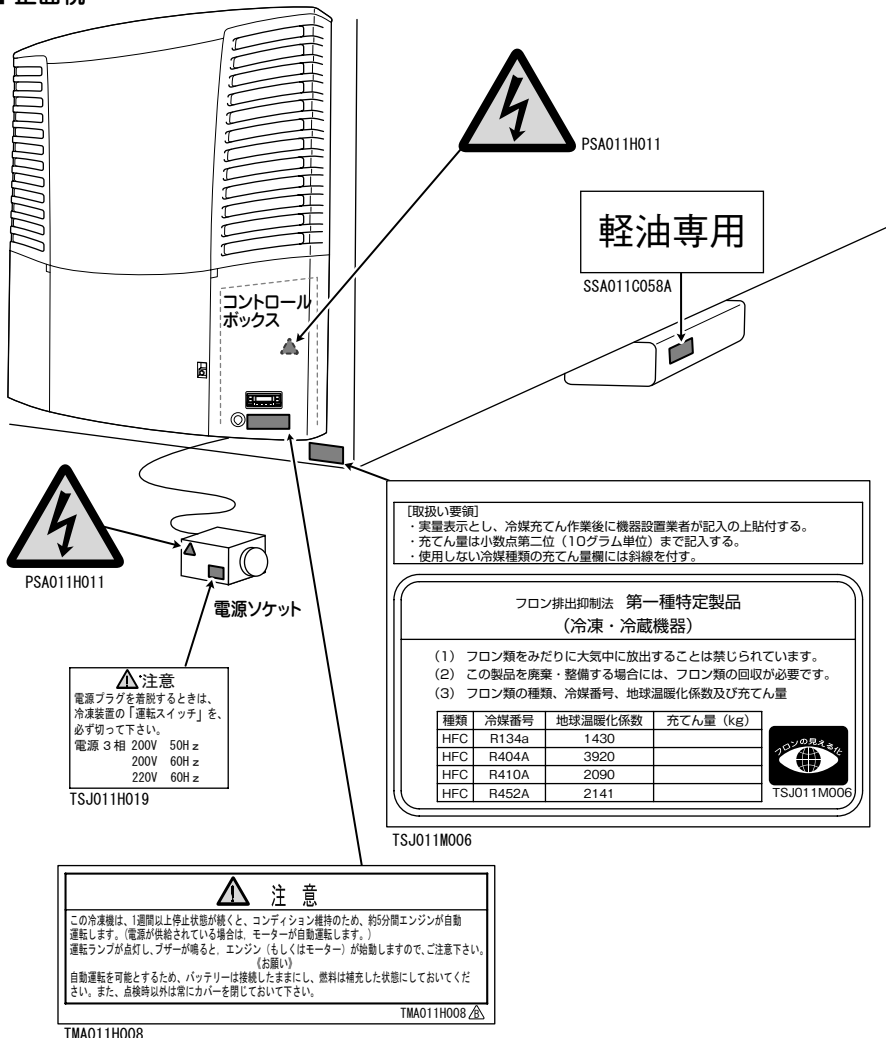 PSA011H011
軽油専用
SSA011C058A
コントロール
ボックス
PSA011H011
電源ソケット
⚠注意
電源プラグを着脱するときは、
冷凍装置の「運転スイッチ」を、
必ず切って下さい。
電源３相 200V 50Hz
200V 60Hz
220V 60Hz
TSJ011H019
［取扱い要領］
・実量表示とし、冷媒充てん作業後に機器設置業者が記入の上貼付する。
・充てん量は小数点第二位（10グラム単位）まで記入する。
・使用しない冷媒種類の充てん量欄には斜線を付す。
フロン排出抑制法 第一種特定製品
（冷凍・冷蔵機器）
(1) フロン類をみだりに大気中に放出することは禁じられています。
(2) この製品を廃棄・整備する場合には、フロン類の回収が必要です。
(3) フロン類の種類、冷媒番号、地球温暖化係数及び充てん量
種類 冷媒番号 地球温暖化係数 充てん量（kg）
HFC R134a 1430
HFC R404A 3920
HFC R410A 2090
HFC R452A 2141
フロンの見える化
TSJ011M006
TSJ011M006
⚠ 注 意
この冷凍機は、1週間以上停止状態が続くと、コンディション維持のため、約5分間エンジンが自動
運転します。（電源が供給されている場合は、モーターが自動運転します。）
運転ランプが点灯し、ブザーが鳴ると、エンジン（もしくはモーター）が始動しますので、ご注意下さい。
《お願い》
自動運転を可能とするため、バッテリーは接続したままにし、燃料は補充した状態にしておいてくだ
さい。また、点検時以外は常にカバーを閉じておいて下さい。
TMA011H008 B
TMA011H008